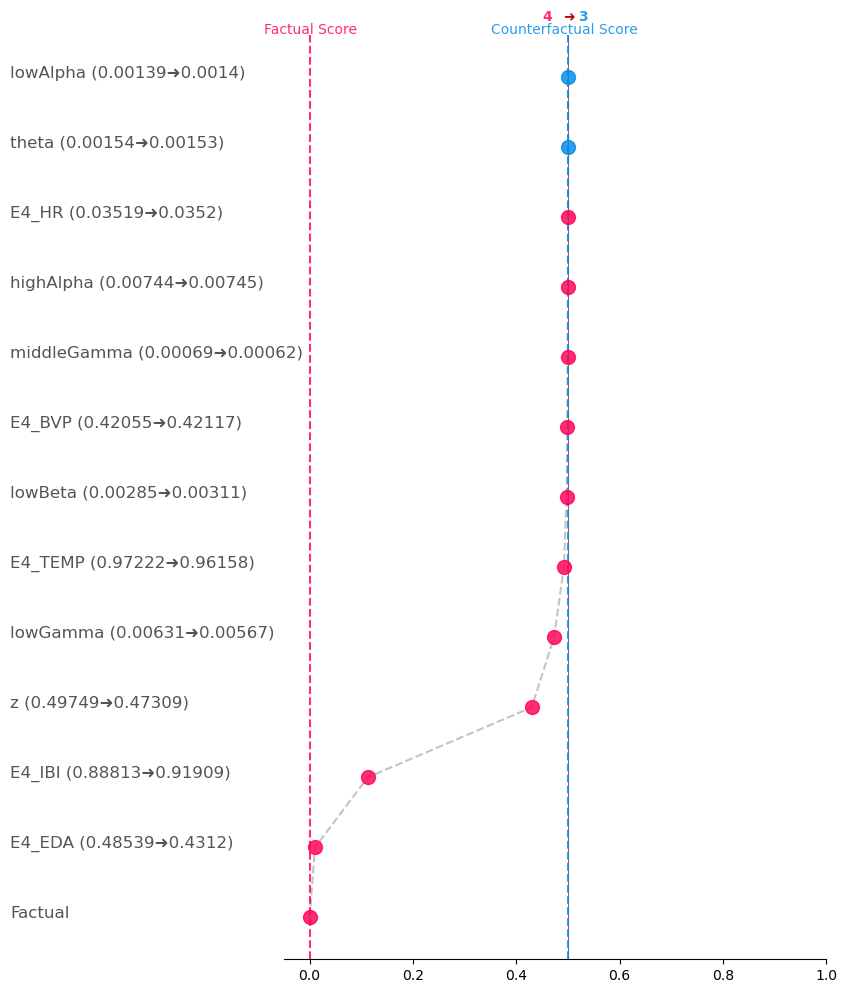 4 ➜ 3
Factual Score Counterfactual Score
lowAlpha (0.00139➜0.0014)
theta (0.00154➜0.00153)
E4_HR (0.03519➜0.0352)
highAlpha (0.00744➜0.00745)
middleGamma (0.00069➜0.00062)
E4_BVP (0.42055➜0.42117)
lowBeta (0.00285➜0.00311)
E4_TEMP (0.97222➜0.96158)
lowGamma (0.00631➜0.00567)
z (0.49749➜0.47309)
E4_IBI (0.88813➜0.91909)
E4_EDA (0.48539➜0.4312)
Factual
0.0 0.2 0.4 0.6 0.8 1.0